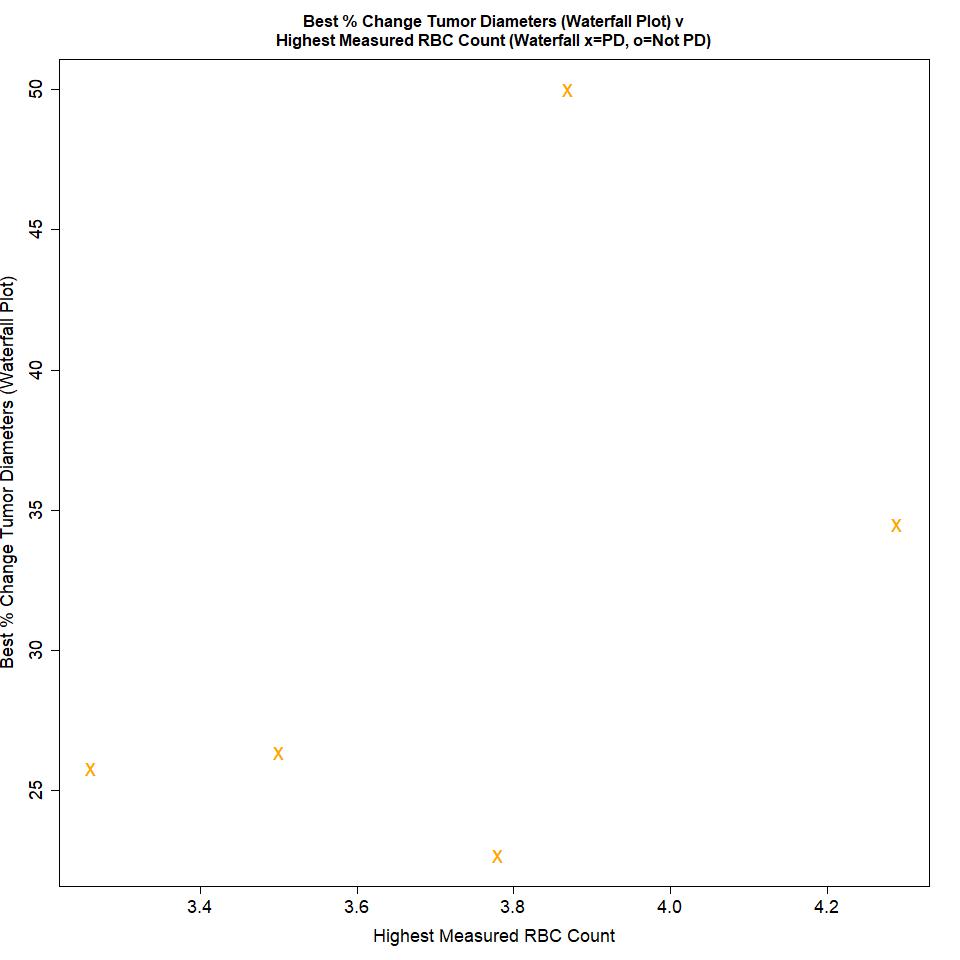 Best % Change Tumor Diameters (Waterfall Plot) v
Highest Measured RBC Count (Waterfall x=PD, o=Not PD)
Best % Change Tumor Diameters (Waterfall Plot)
50
45
40
35
30
25
X
X
X
X
X
3.4
3.6
3.8
4.0
4.2
Highest Measured RBC Count